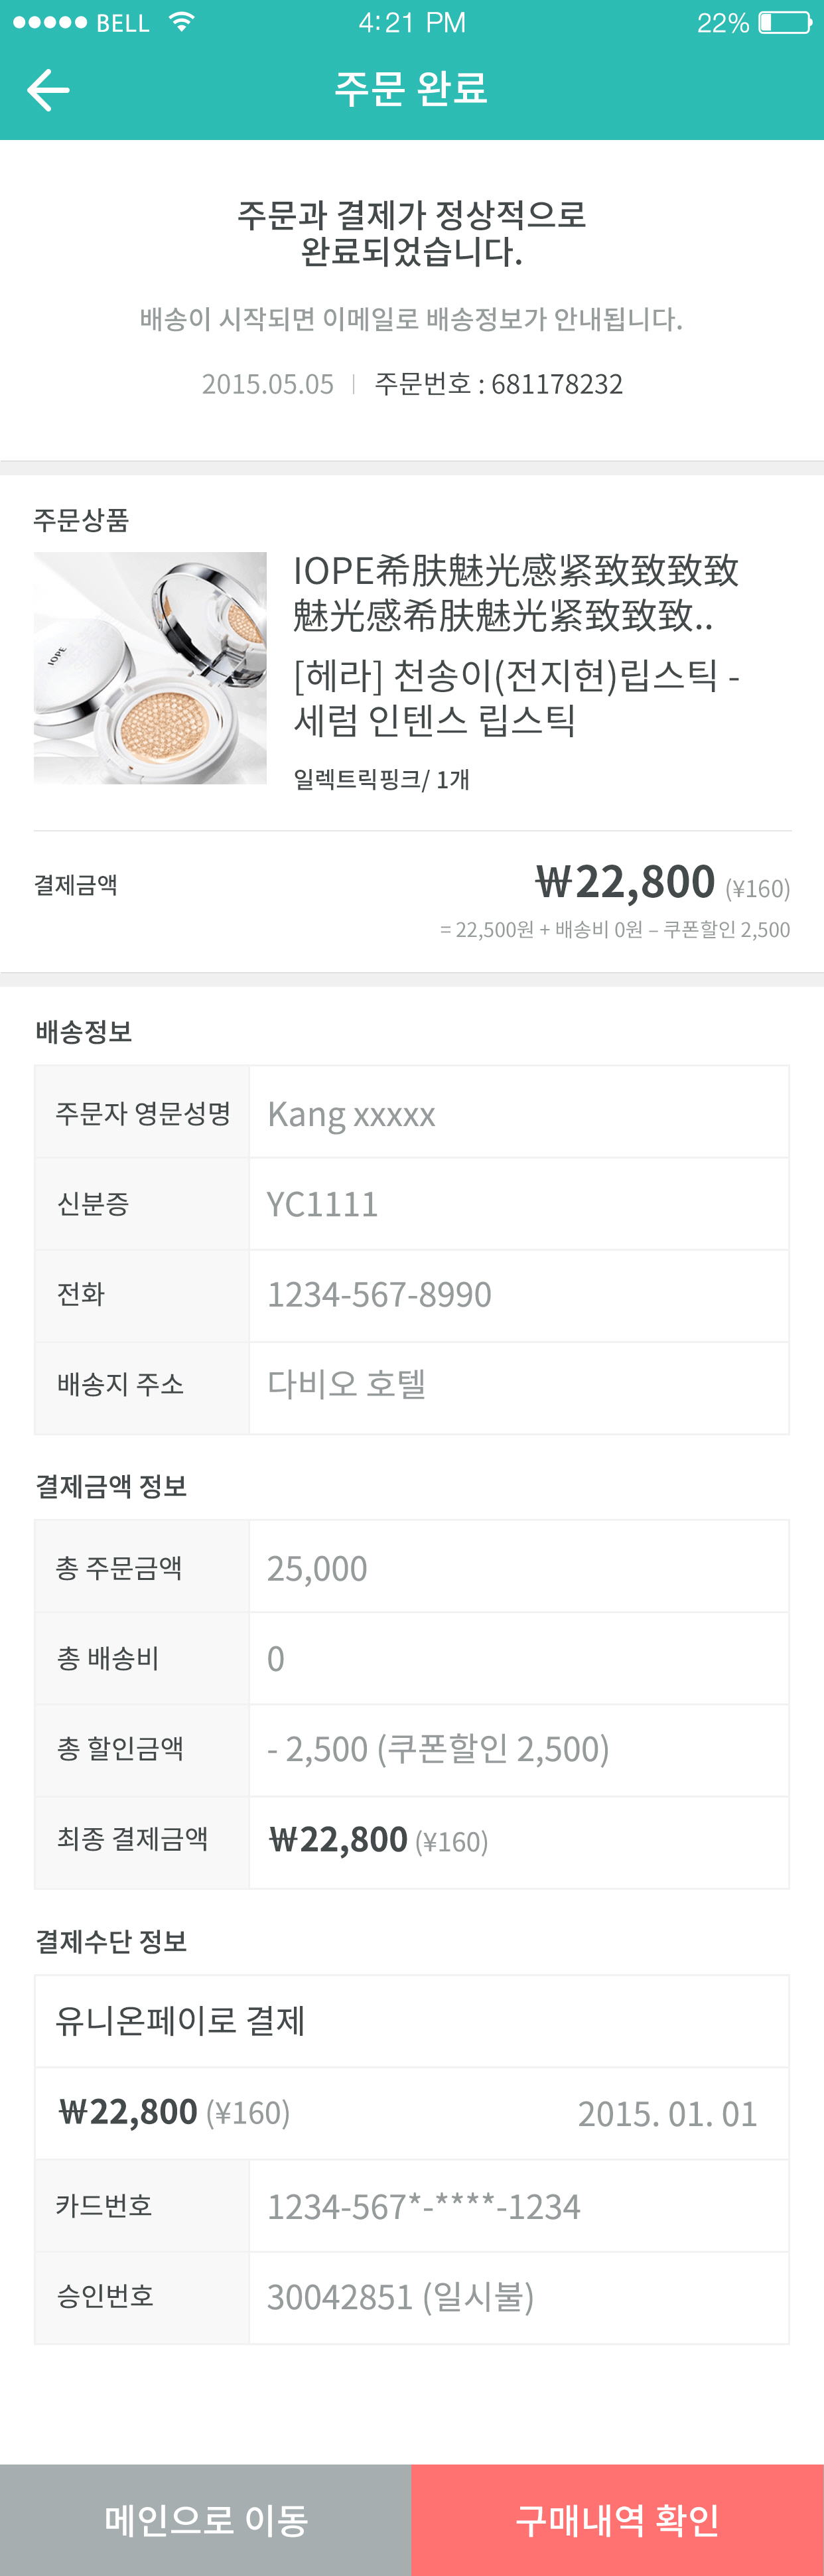 BELL 4:21 PM 22%
주문 완료
주문과 결제가 정상적으로
완료되었습니다.
배송이 시작되면 이메일로 배송정보가 안내됩니다.
2015.05.05 | 주문번호 : 681178232
주문상품
IOPE
IOPE希肤魅光感紧致致致致
魅光感希肤魅光紧致致致..
[헤라] 천송이(전지현)립스틱 -
세럼 인텐스 립스틱
일렉트릭핑크/ 1개
결제금액 ₩22,800 (¥160)
= 22,500원 + 배송비 0원 – 쿠폰할인 2,500
배송정보
주문자 영문성명 Kang xxxxx
신분증 YC1111
전화 1234-567-8990
배송지 주소 다비오 호텔
결제금액 정보
총 주문금액 25,000
총 배송비 0
총 할인금액 - 2,500 (쿠폰할인 2,500)
최종 결제금액 ₩22,800 (¥160)
결제수단 정보
유니온페이로 결제
₩22,800 (¥160) 2015. 01. 01
카드번호 1234-567*-****-1234
승인번호 30042851 (일시불)
메인으로 이동 구매내역 확인